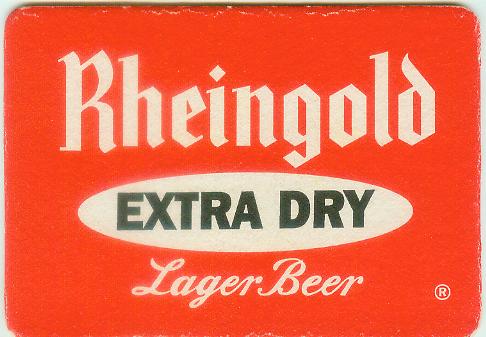 Rheingold
EXTRA DRY
Lager Beer
®